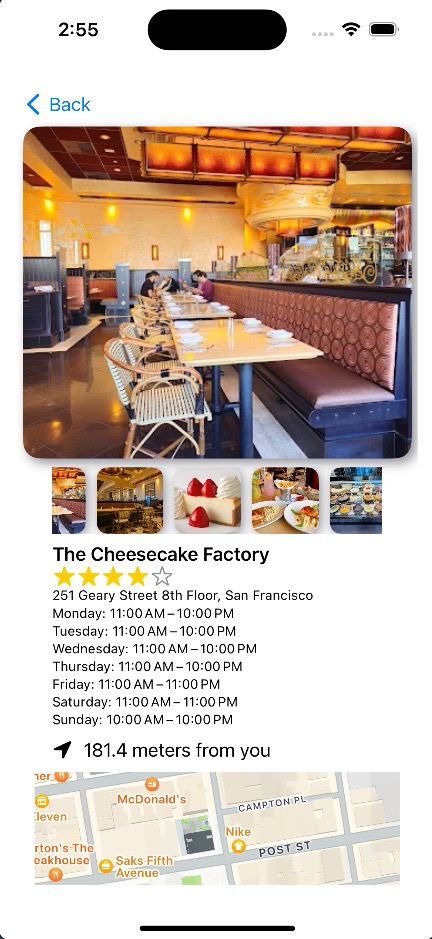 2:55
Back
The Cheesecake Factory
251 Geary Street 8th Floor, San Francisco
Monday: 11:00 AM – 10:00 PM
Tuesday: 11:00 AM – 10:00 PM
Wednesday: 11:00 AM – 10:00 PM
Thursday: 11:00 AM – 10:00 PM
Friday: 11:00 AM – 11:00 PM
Saturday: 11:00 AM – 11:00 PM
Sunday: 10:00 AM – 10:00 PM
181.4 meters from you
ner
McDonald's
CAMPTON PL
Eleven
Nike
rton's The
eakhouse
POST ST
Saks Fifth
Avenue